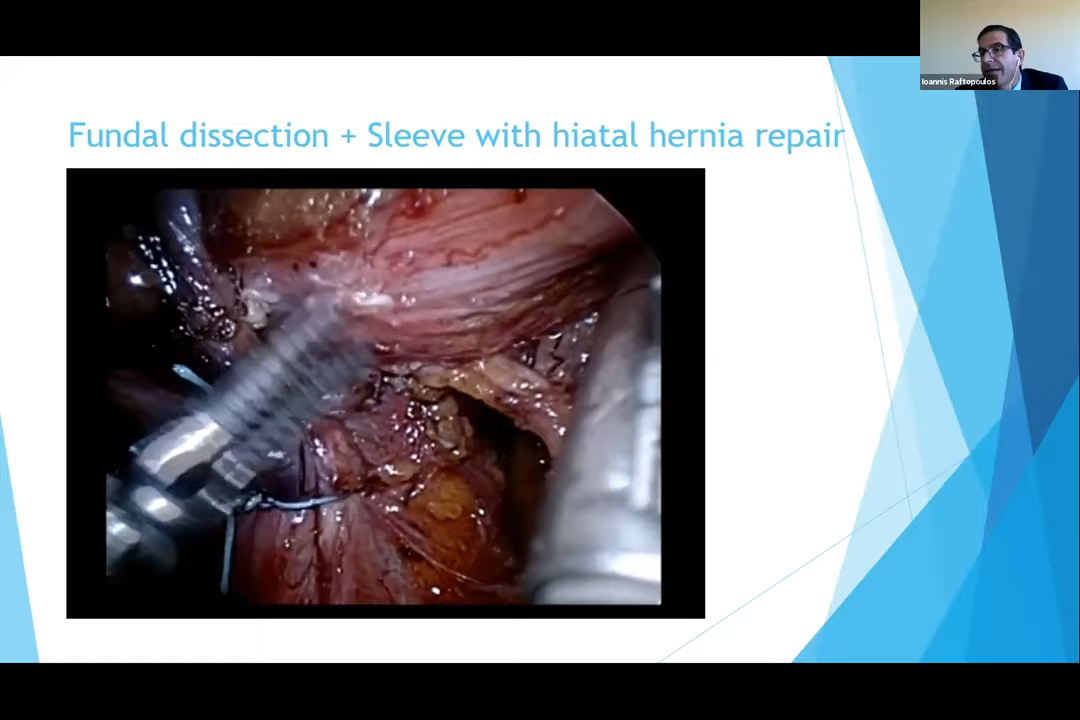 Ioannis Raftopoulos
Fundal dissection + Sleeve with hiatal hernia repair